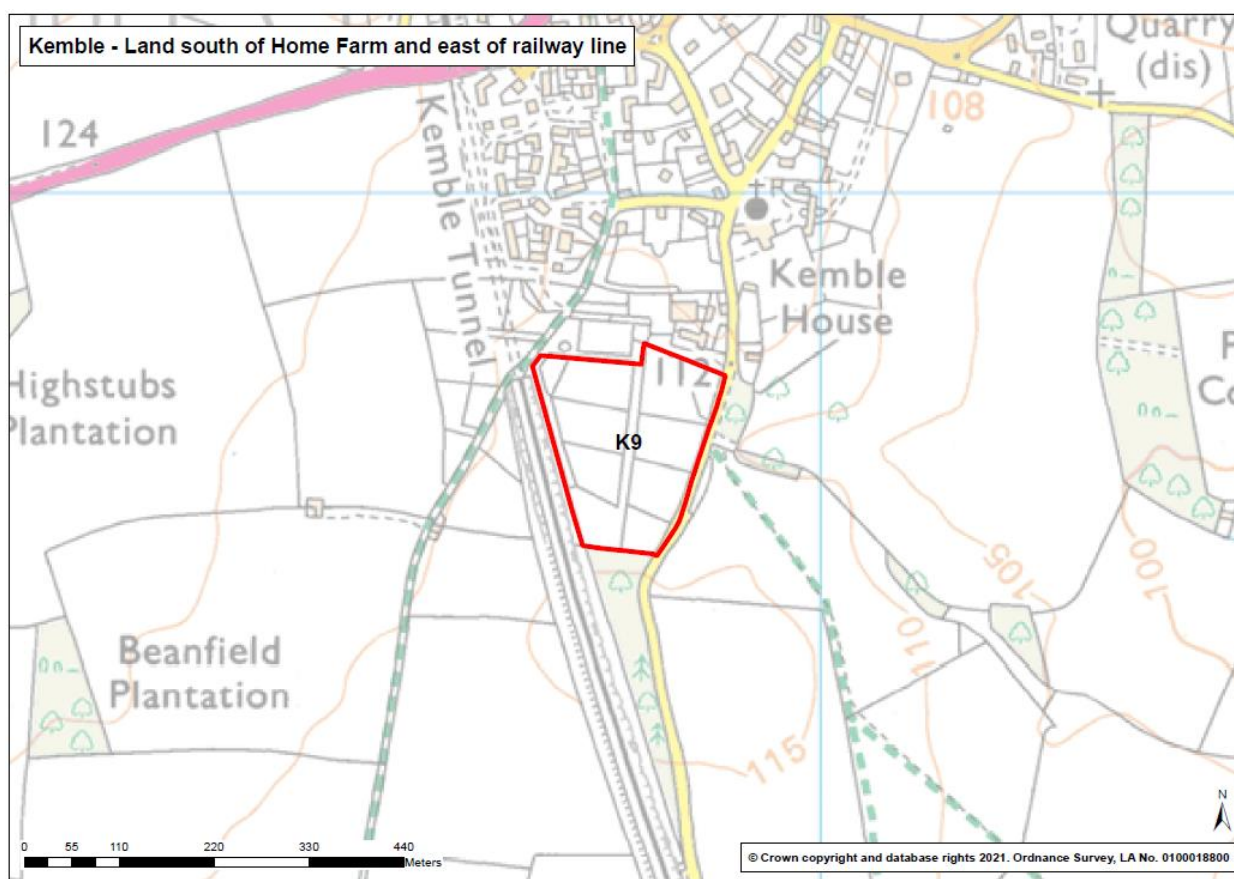 Kemble - Land south of Home Farm and east of railway line
Quarry
(dis)
124
108
Kemble Tunnel
Kemble
House
112
Highstubs
Plantation
K9
105
100
110
Beanfield
Plantation
115
N
0 55 110 220 330 440
Meters
© Crown copyright and database rights 2021. Ordnance Survey, LA No. 0100018800